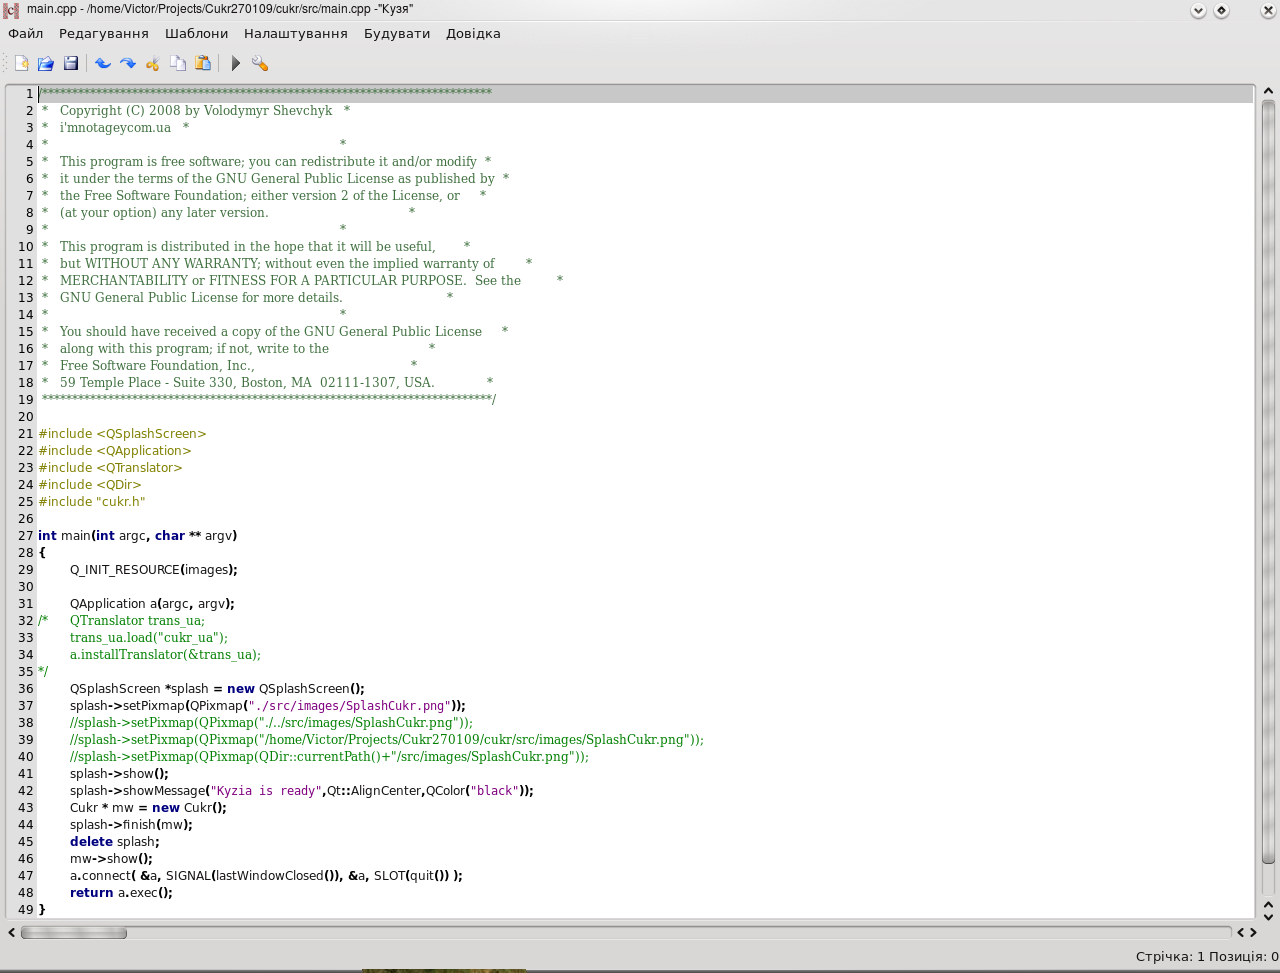 main.cpp - /home/Victor/Projects/Cukr270109/cukr/src/main.cpp -"Кузя"
Файл Редагування Шаблони Налаштування Будувати Довідка
1 /***************************************************************************
2 * Copyright (C) 2008 by Volodymyr Shevchyk *
3 * i'mnotageycom.ua *
4 * *
5 * This program is free software; you can redistribute it and/or modify *
6 * it under the terms of the GNU General Public License as published by *
7 * the Free Software Foundation; either version 2 of the License, or *
8 * (at your option) any later version. *
9 * *
10 * This program is distributed in the hope that it will be useful, *
11 * but WITHOUT ANY WARRANTY; without even the implied warranty of *
12 * MERCHANTABILITY or FITNESS FOR A PARTICULAR PURPOSE. See the *
13 * GNU General Public License for more details. *
14 * *
15 * You should have received a copy of the GNU General Public License *
16 * along with this program; if not, write to the *
17 * Free Software Foundation, Inc., *
18 * 59 Temple Place - Suite 330, Boston, MA 02111-1307, USA. *
19 ***************************************************************************/
20
21 #include <QSplashScreen>
22 #include <QApplication>
23 #include <QTranslator>
24 #include <QDir>
25 #include "cukr.h"
26
27 int main(int argc, char ** argv)
28 {
29 Q_INIT_RESOURCE(images);
30
31 QApplication a(argc, argv);
32 /* QTranslator trans_ua;
33 trans_ua.load("cukr_ua");
34 a.installTranslator(&trans_ua);
35 */
36 QSplashScreen *splash = new QSplashScreen();
37 splash->setPixmap(QPixmap("./src/images/SplashCukr.png"));
38 //splash->setPixmap(QPixmap("./../src/images/SplashCukr.png"));
39 //splash->setPixmap(QPixmap("/home/Victor/Projects/Cukr270109/cukr/src/images/SplashCukr.png"));
40 //splash->setPixmap(QPixmap(QDir::currentPath()+"/src/images/SplashCukr.png"));
41 splash->show();
42 splash->showMessage("Kyzia is ready",Qt::AlignCenter,QColor("black"));
43 Cukr * mw = new Cukr();
44 splash->finish(mw);
45 delete splash;
46 mw->show();
47 a.connect( &a, SIGNAL(lastWindowClosed()), &a, SLOT(quit()) );
48 return a.exec();
49 }
Стрічка: 1 Позиція: 0